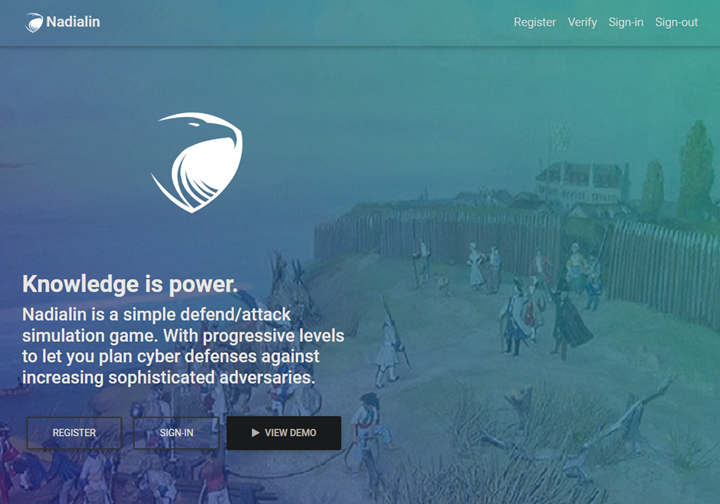 Nadialin
Register Verify Sign-in Sign-out
Knowledge is power.
Nadialin is a simple defend/attack
simulation game. With progressive levels
to let you plan cyber defenses against
increasing sophisticated adversaries.
REGISTER
SIGN-IN
VIEW DEMO